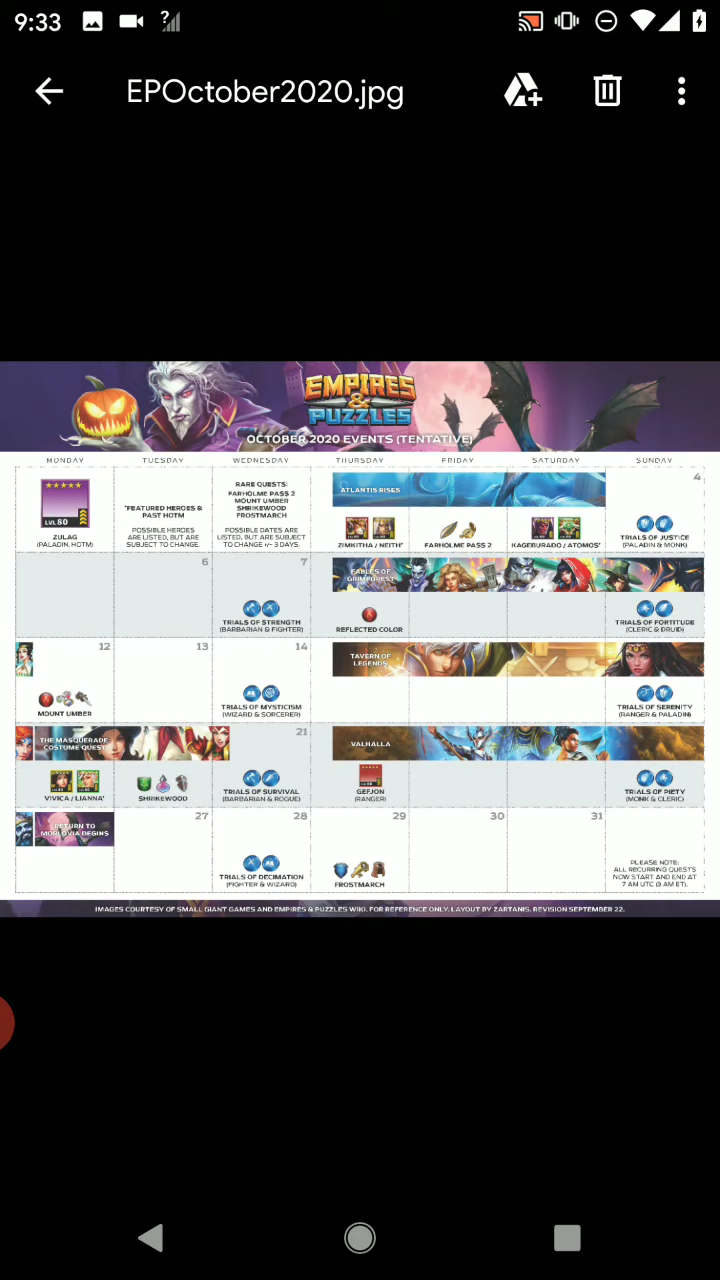 9:33
?
EPOctober2020.jpg
EMPIRES
&
PUZZLES
OCTOBER 2020 EVENTS (TENTATIVE)
MONDAY TUESDAY WEDNESDAY THURSDAY FRIDAY SATURDAY SUNDAY
LVL 80
ZULAG
(PALADIN, HOTM)
*FEATURED HEROES &
PAST HOTM
POSSIBLE HEROES
ARE LISTED, BUT ARE
SUBJECT TO CHANGE.
RARE QUESTS:
FARHOLME PASS 2
MOUNT UMBER
SHRIKEWOOD
FROSTMARCH
POSSIBLE DATES ARE
LISTED, BUT ARE SUBJECT
TO CHANGE +/- 3 DAYS.
ATLANTIS RISES
ZIMKITHA / NEITH*
FARHOLME PASS 2
KAGEBURADO / ATOMOS*
4
TRIALS OF JUSTICE
(PALADIN & MONK)
6
7
TRIALS OF STRENGTH
(BARBARIAN & FIGHTER)
FABLES OF
GRIMFOREST
REFLECTED COLOR
TRIALS OF FORTITUDE
(CLERIC & DRUID)
12
MOUNT UMBER
13
14
TRIALS OF MYSTICISM
(WIZARD & SORCERER)
TAVERN OF
LEGENDS
TRIALS OF SERENITY
(RANGER & PALADIN)
THE MASQUERADE:
COSTUME QUEST
VIVICA / LIANNA*
SHRIKEWOOD
21
TRIALS OF SURVIVAL
(BARBARIAN & ROGUE)
VALHALLA
GEFJON
(RANGER)
TRIALS OF PIETY
(MONK & CLERIC)
RETURN TO
MORLOVIA BEGINS
27
28
TRIALS OF DECIMATION
(FIGHTER & WIZARD)
29
FROSTMARCH
30
31
PLEASE NOTE:
ALL RECURRING QUESTS
NOW START AND END AT
7 AM UTC (3 AM ET).
IMAGES COURTESY OF SMALL GIANT GAMES AND EMPIRES & PUZZLES WIKI. FOR REFERENCE ONLY. LAYOUT BY ZARTANIS. REVISION SEPTEMBER 22.